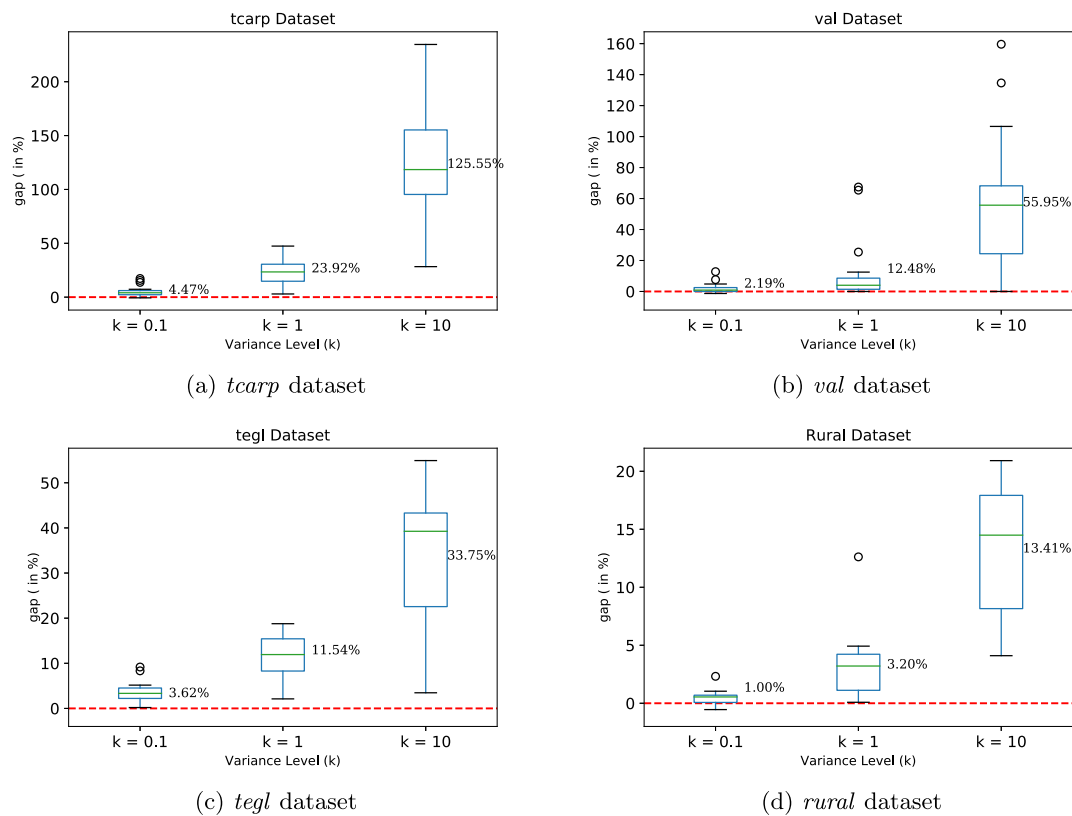 tcarp Dataset
gap ( in %)
200
150
100
50
0
4.47%
23.92%
125.55%
k = 0.1
k = 1
k = 10
Variance Level (k)
(a) tcarp dataset
val Dataset
gap ( in %)
160
140
120
100
80
60
40
20
0
2.19%
12.48%
55.95%
k = 0.1
k = 1
k = 10
Variance Level (k)
(b) val dataset
tegl Dataset
gap ( in %)
50
40
30
20
10
0
3.62%
11.54%
33.75%
k = 0.1
k = 1
k = 10
Variance Level (k)
(c) tegl dataset
Rural Dataset
gap ( in %)
20
15
10
5
0
1.00%
3.20%
13.41%
k = 0.1
k = 1
k = 10
Variance Level (k)
(d) rural dataset